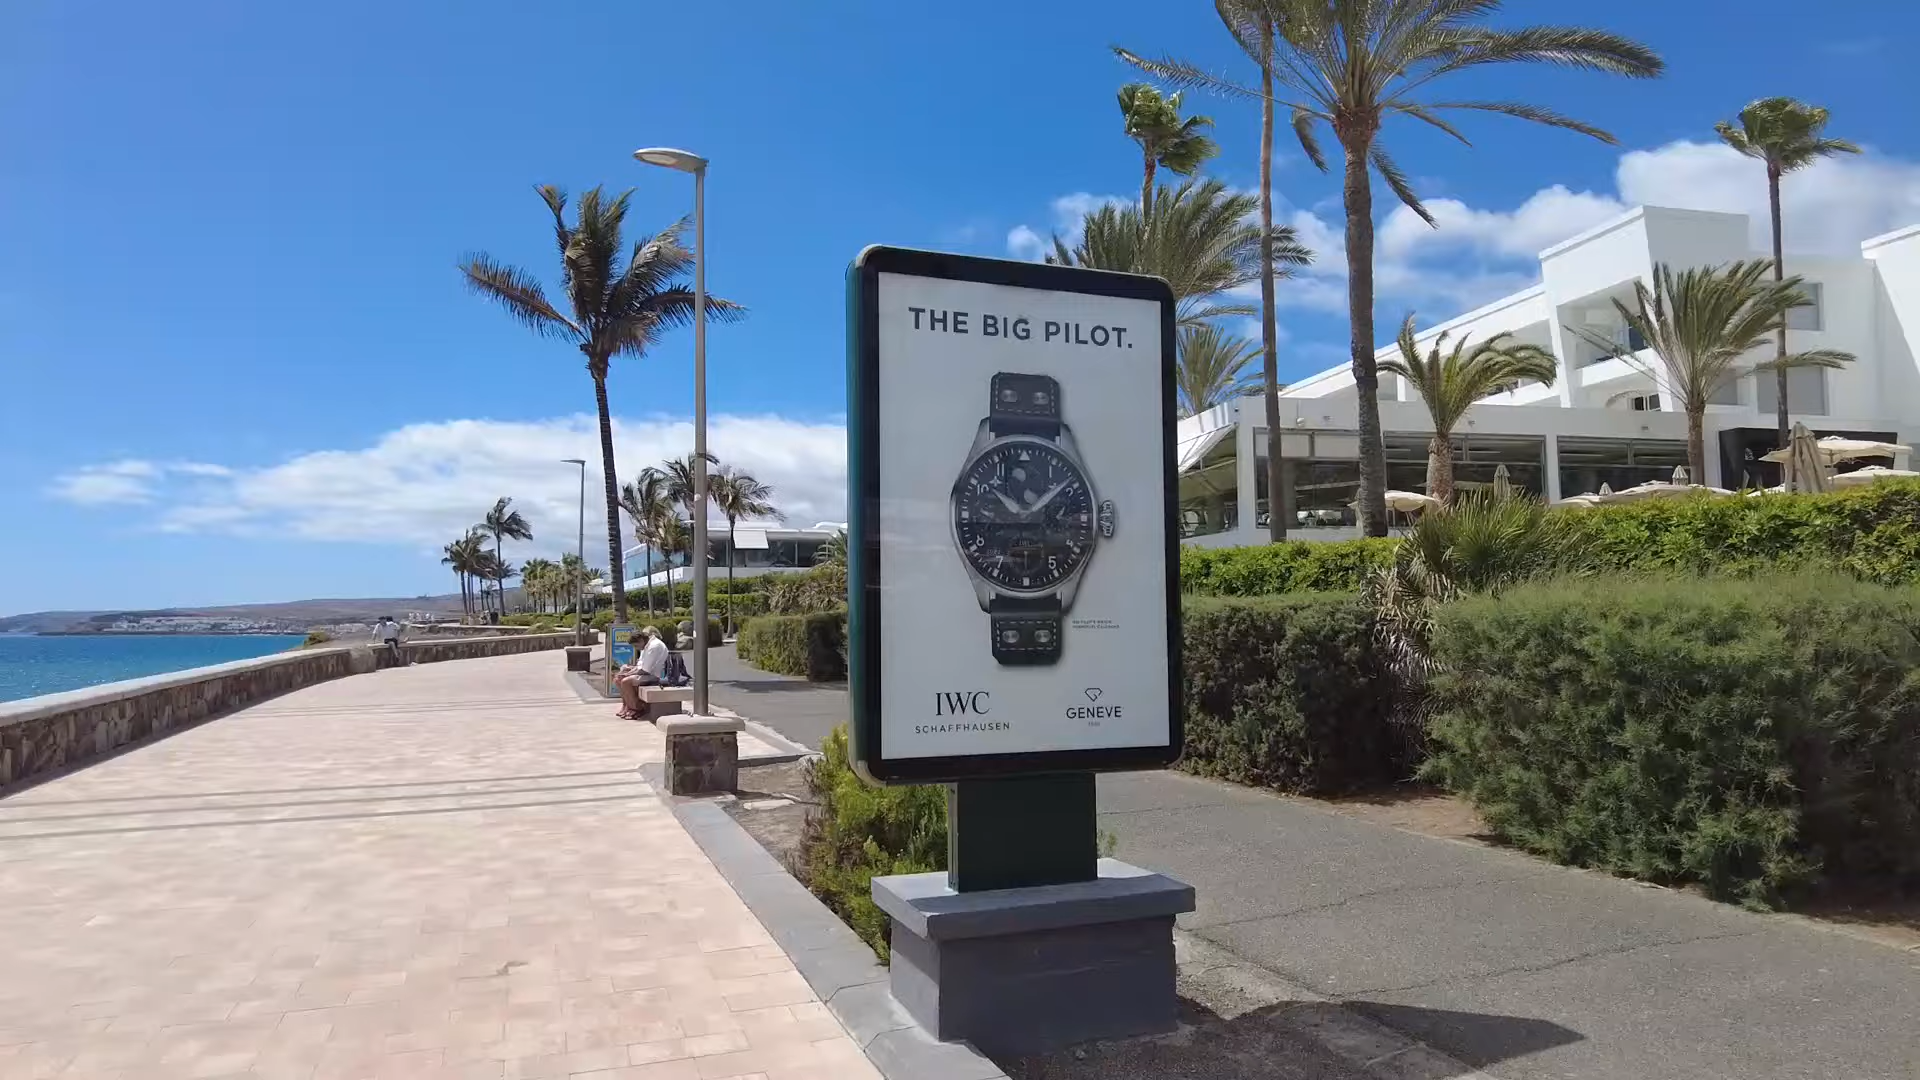 THE BIG PILOT.
IWC
SCHAFFHAUSEN
GENEVE